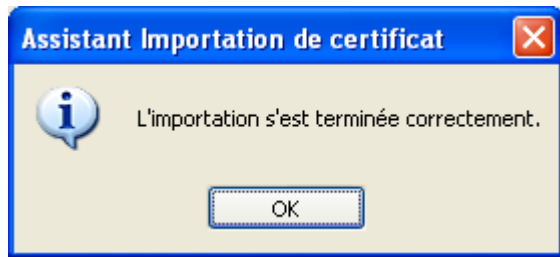 Assistant Importation de certificat
L'importation s'est terminée correctement.
OK